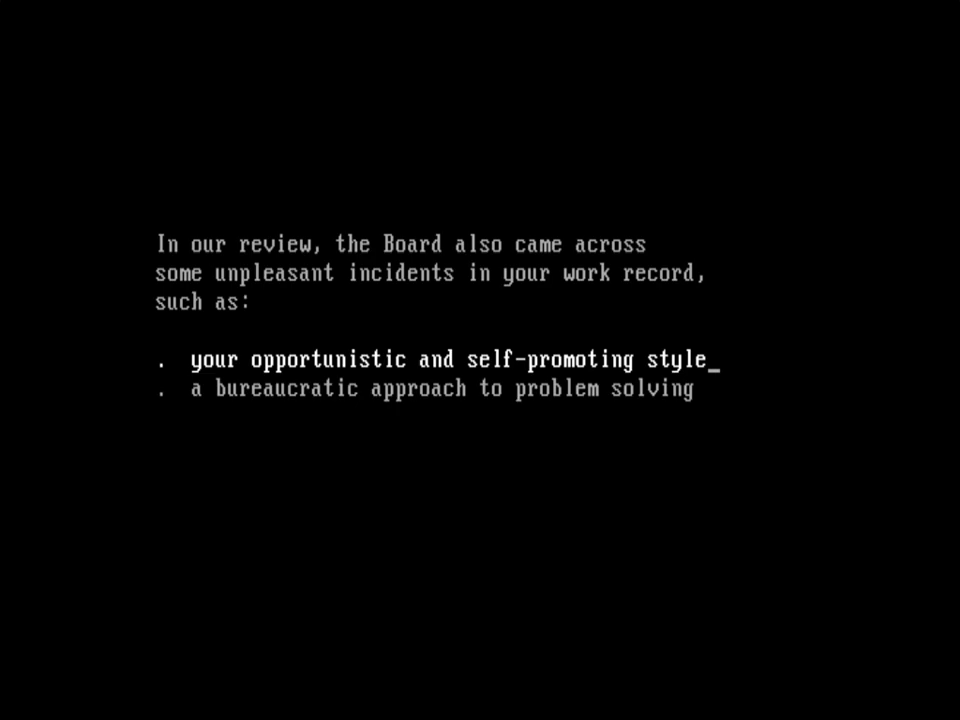 In our review, the Board also came across
some unpleasant incidents in your work record,
such as:
. your opportunistic and self-promoting style_
. a bureaucratic approach to problem solving